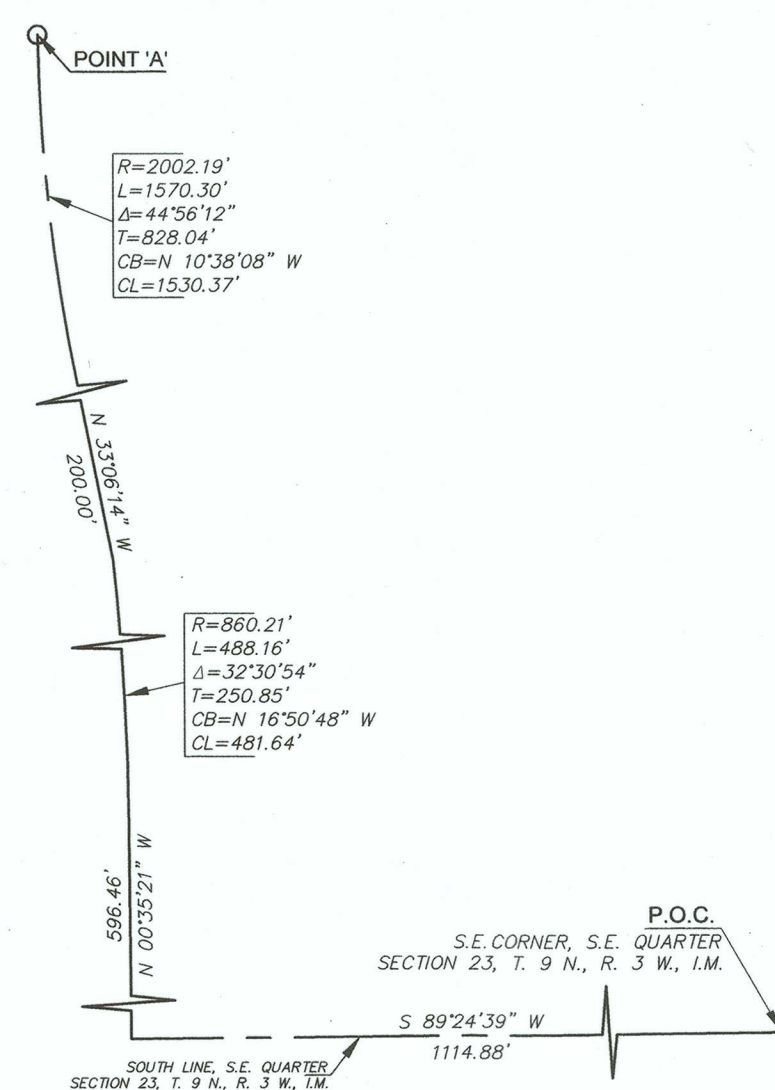 POINT 'A'
R=2002.19'
L=1570.30'
Δ=44°56'12"
T=828.04'
CB=N 10°38'08" W
CL=1530.37'
N 33°06'14" W
200.00'
R=860.21'
L=488.16'
Δ=32°30'54"
T=250.85'
CB=N 16°50'48" W
CL=481.64'
596.46'
N 00°35'21" W
P.O.C.
S.E. CORNER, S.E. QUARTER
SECTION 23, T. 9 N., R. 3 W., I.M.
S 89°24'39" W
1114.88'
SOUTH LINE, S.E. QUARTER
SECTION 23, T. 9 N., R. 3 W., I.M.